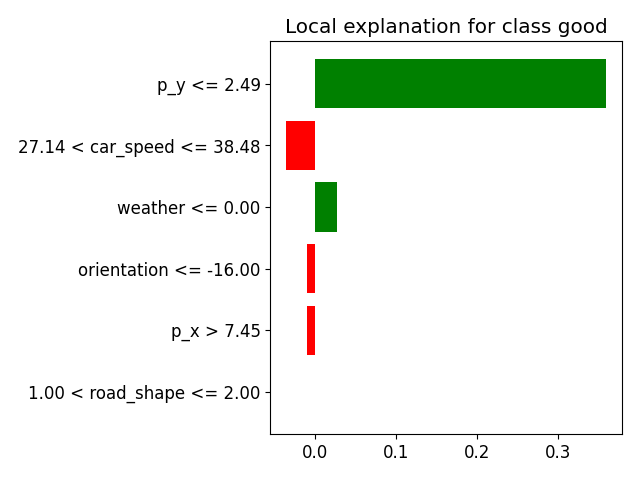 Local explanation for class good
p_y <= 2.49
27.14 < car_speed <= 38.48
weather <= 0.00
orientation <= -16.00
p_x > 7.45
1.00 < road_shape <= 2.00
0.0 0.1 0.2 0.3